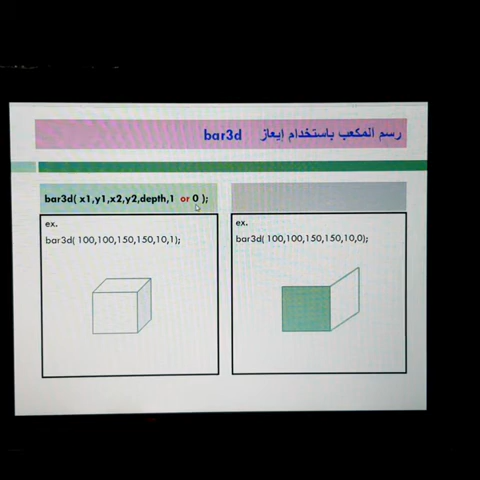 رسم المكعب باستخدام إيعاز bar3d
bar3d( x1,y1,x2,y2,depth,1 or 0 );
ex.
bar3d( 100,100,150,150,10,1);
ex.
bar3d( 100,100,150,150,10,0);